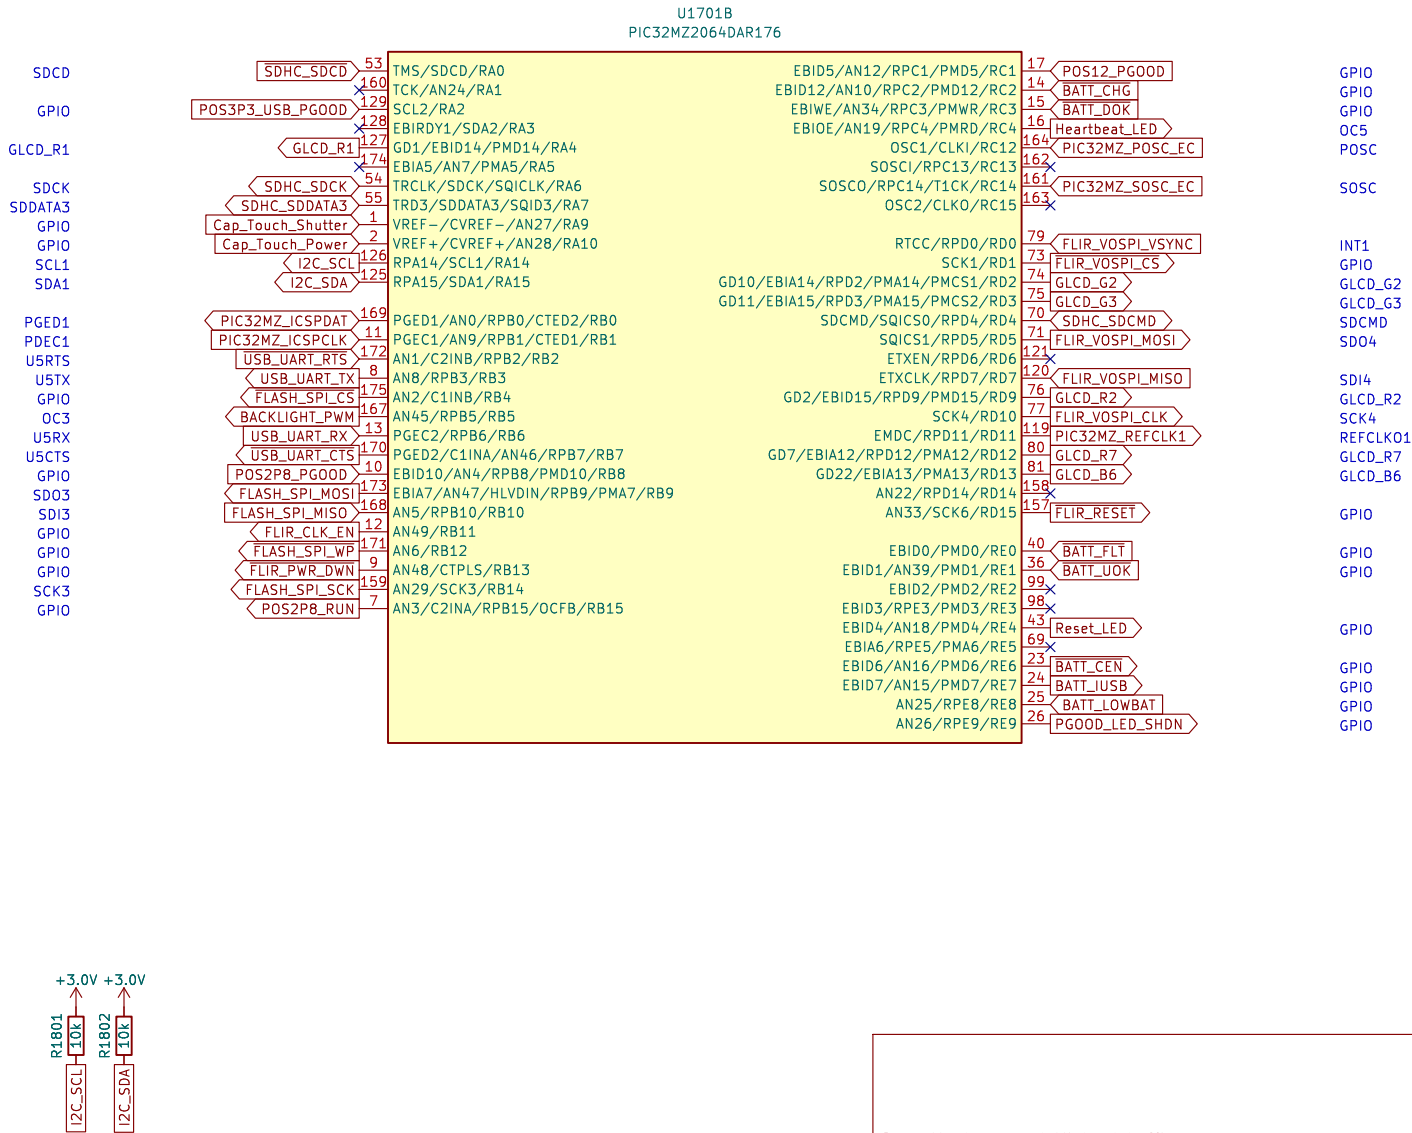 U1701B
PIC32MZ2064DAR176
SDCD SDHC_SDCD 53 TMS/SDCD/RA0 EBID5/AN12/RPC1/PMD5/RC1 17 POS12_PGOOD GPIO
160 TCK/AN24/RA1 EBID12/AN10/RPC2/PMD12/RC2 14 BATT_CHG GPIO
GPIO POS3P3_USB_PGOOD 129 SCL2/RA2 EBIWE/AN34/RPC3/PMWR/RC3 15 BATT_DOK GPIO
128 EBIRDY1/SDA2/RA3 EBIOE/AN19/RPC4/PMRD/RC4 16 Heartbeat_LED OC5
GLCD_R1 GLCD_R1 127 GD1/EBID14/PMD14/RA4 OSC1/CLKI/RC12 164 PIC32MZ_POSC_EC POSC
174 EBIA5/AN7/PMA5/RA5 SOSCI/RPC13/RC13 162
SDCK SDHC_SDCK 54 TRCLK/SDCK/SQICLK/RA6 SOSCO/RPC14/T1CK/RC14 161 PIC32MZ_SOSC_EC SOSC
SDDATA3 SDHC_SDDATA3 55 TRD3/SDDATA3/SQID3/RA7 OSC2/CLKO/RC15 163
GPIO Cap_Touch_Shutter 1 VREF-/CVREF-/AN27/RA9
GPIO Cap_Touch_Power 2 VREF+/CVREF+/AN28/RA10 RTCC/RPD0/RD0 79 FLIR_VOSPI_VSYNC INT1
SCL1 I2C_SCL 126 RPA14/SCL1/RA14 SCK1/RD1 73 FLIR_VOSPI_CS GPIO
SDA1 I2C_SDA 125 RPA15/SDA1/RA15 GD10/EBIA14/RPD2/PMA14/PMCS1/RD2 74 GLCD_G2 GLCD_G2
GD11/EBIA15/RPD3/PMA15/PMCS2/RD3 75 GLCD_G3 GLCD_G3
PGED1 PIC32MZ_ICSPDAT 169 PGED1/AN0/RPB0/CTED2/RB0 SDCMD/SQICS0/RPD4/RD4 70 SDHC_SDCMD SDCMD
PDEC1 PIC32MZ_ICSPCLK 11 PGEC1/AN9/RPB1/CTED1/RB1 SQICS1/RPD5/RD5 71 FLIR_VOSPI_MOSI SDO4
U5RTS USB_UART_RTS 172 AN1/C2INB/RPB2/RB2 ETXEN/RPD6/RD6 121
U5TX USB_UART_TX 8 AN8/RPB3/RB3 ETXCLK/RPD7/RD7 120 FLIR_VOSPI_MISO SDI4
GPIO FLASH_SPI_CS 175 AN2/C1INB/RB4 GD2/EBID15/RPD9/PMD15/RD9 76 GLCD_R2 GLCD_R2
OC3 BACKLIGHT_PWM 167 AN45/RPB5/RB5 SCK4/RD10 77 FLIR_VOSPI_CLK SCK4
U5RX USB_UART_RX 13 PGEC2/RPB6/RB6 EMDC/RPD11/RD11 119 PIC32MZ_REFCLK1 REFCLKO1
U5CTS USB_UART_CTS 170 PGED2/C1INA/AN46/RPB7/RB7 GD7/EBIA12/RPD12/PMA12/RD12 80 GLCD_R7 GLCD_R7
GPIO POS2P8_PGOOD 10 EBID10/AN4/RPB8/PMD10/RB8 GD22/EBIA13/PMA13/RD13 81 GLCD_B6 GLCD_B6
SDO3 FLASH_SPI_MOSI 173 EBIA7/AN47/HLVDIN/RPB9/PMA7/RB9 AN22/RPD14/RD14 158
SDI3 FLASH_SPI_MISO 168 AN5/RPB10/RB10 AN33/SCK6/RD15 157 FLIR_RESET GPIO
GPIO FLIR_CLK_EN 12 AN49/RB11
GPIO FLASH_SPI_WP 171 AN6/RB12 EBID0/PMD0/RE0 40 BATT_FLT GPIO
GPIO FLIR_PWR_DWN 9 AN48/CTPLS/RB13 EBID1/AN39/PMD1/RE1 36 BATT_UOK GPIO
SCK3 FLASH_SPI_SCK 159 AN29/SCK3/RB14 EBID2/PMD2/RE2 99
GPIO POS2P8_RUN 7 AN3/C2INA/RPB15/OCFB/RB15 EBID3/RPE3/PMD3/RE3 98
EBID4/AN18/PMD4/RE4 43 Reset_LED GPIO
EBIA6/RPE5/PMA6/RE5 69
EBID6/AN16/PMD6/RE6 23 BATT_CEN GPIO
EBID7/AN15/PMD7/RE7 24 BATT_IUSB GPIO
AN25/RPE8/RE8 25 BATT_LOWBAT GPIO
AN26/RPE9/RE9 26 PGOOD_LED_SHDN GPIO
+3.0V +3.0V
R1801 10k R1802 10k
I2C_SCL I2C_SDA